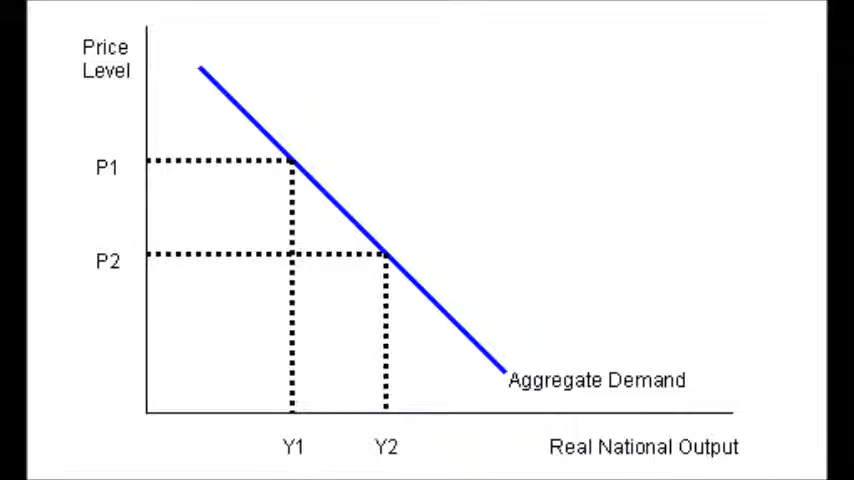 Price
Level
P1
P2
Aggregate Demand
Y1 Y2 Real National Output